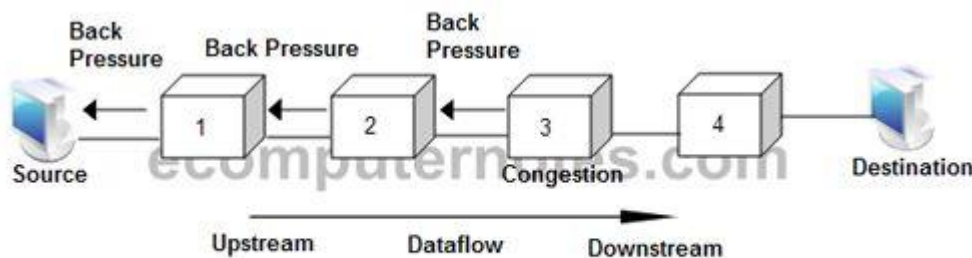 Back
Pressure
Back Pressure
Back
Pressure
1
2
3
4
ecomputernotes.com
Source
Congestion
Destination
Upstream
Dataflow
Downstream